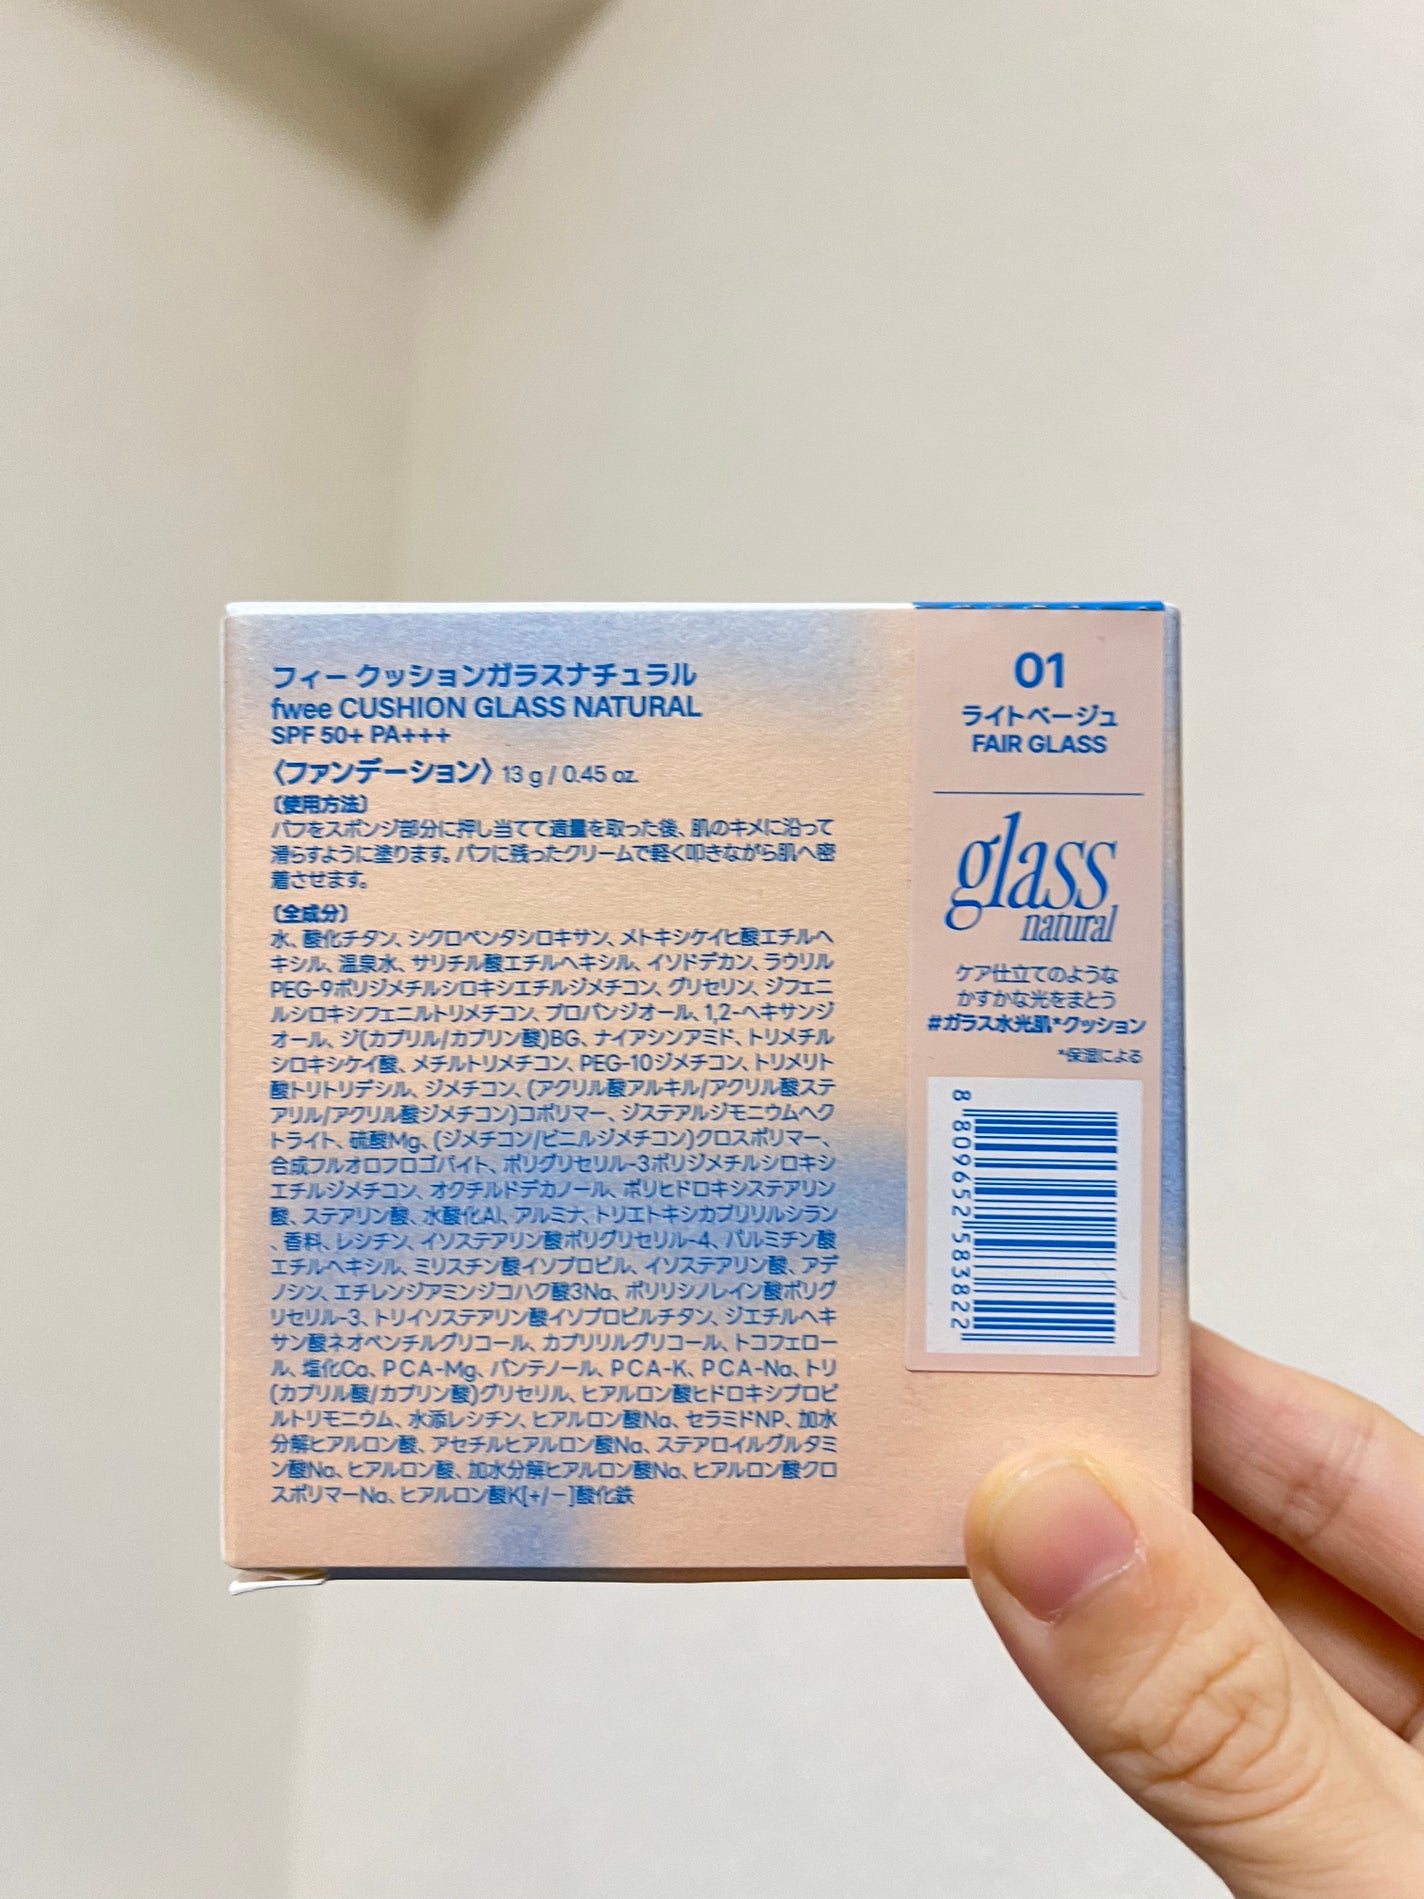 フィー クッションガラスナチュラル
fwee CUSHION GLASS NATURAL
SPF 50+ PA+++
〈ファンデーション〉 13 g / 0.45 oz.
〔使用方法〕
パフをスポンジ部分に押し当てて適量を取った後、肌のキメに沿って
滑らすように塗ります。パフに残ったクリームで軽く叩きながら肌へ密
着させます。
〔全成分〕
水、酸化チタン、シクロペンタシロキサン、メトキシケイヒ酸エチルヘ
キシル、温泉水、サリチル酸エチルヘキシル、イソドデカン、ラウリル
PEG-9ポリジメチルシロキシエチルジメチコン、グリセリン、ジフェニ
ルシロキシフェニルトリメチコン、プロパンジオール、1,2-ヘキサンジ
オール、ジ(カプリル/カプリン酸)BG、ナイアシンアミド、トリメチル
シロキシケイ酸、メチルトリメチコン、PEG-10ジメチコン、トリメリト
酸トリトリデシル、ジメチコン、(アクリル酸アルキル/アクリル酸ステ
アリル/アクリル酸ジメチコン)コポリマー、ジステアルジモニウムヘク
トライト、硫酸Mg、(ジメチコン/ビニルジメチコン)クロスポリマー、
合成フルオロフロゴパイト、ポリグリセリル-3ポリジメチルシロキシ
エチルジメチコン、オクチルドデカノール、ポリヒドロキシステアリン
酸、ステアリン酸、水酸化Al、アルミナ、トリエトキシカプリリルシラン
、香料、レシチン、イソステアリン酸ポリグリセリル-4、パルミチン酸
エチルヘキシル、ミリスチン酸イソプロピル、イソステアリン酸、アデ
ノシン、エチレンジアミンジコハク酸3Na、ポリリシノレイン酸ポリグ
リセリル-3、トリイソステアリン酸イソプロピルチタン、ジエチルヘキ
サン酸ネオペンチルグリコール、カプリリルグリコール、トコフェロー
ル、塩化Ca、PCA-Mg、パンテノール、PCA-K、PCA-Na、トリ
(カプリル酸/カプリン酸)グリセリル、ヒアルロン酸ヒドロキシプロピ
ルトリモニウム、水添レシチン、ヒアルロン酸Na、セラミドNP、加水
分解ヒアルロン酸、アセチルヒアルロン酸Na、ステアロイルグルタミ
ン酸Na、ヒアルロン酸、加水分解ヒアルロン酸Na、ヒアルロン酸クロ
スポリマーNa、ヒアルロン酸K[+/−]酸化鉄
01
ライトベージュ
FAIR GLASS
glass
natural
ケア仕立てのような
かすかな光をまとう
#ガラス水光肌*クッション
*保湿による
8 809652 583822